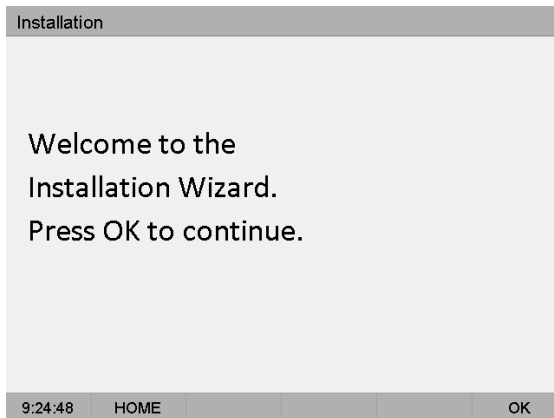 Installation
Welcome to the
Installation Wizard.
Press OK to continue.
9:24:48 HOME OK